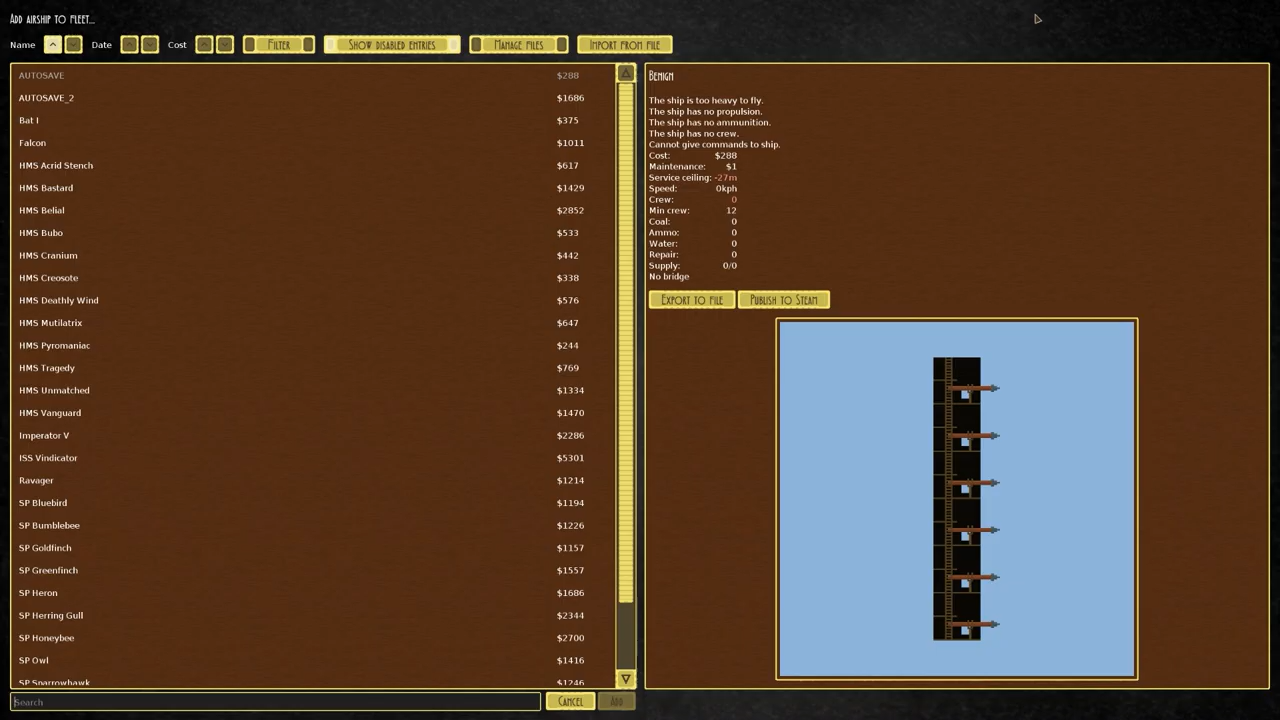 Add airship to fleet...
Name Date Cost Filter Show disabled entries Manage files Import from file
AUTOSAVE $288
AUTOSAVE_2 $1686
Bat I $375
Falcon $1011
HMS Acrid Stench $617
HMS Bastard $1429
HMS Belial $2852
HMS Bubo $533
HMS Cranium $442
HMS Creosote $338
HMS Deathly Wind $576
HMS Mutilatrix $647
HMS Pyromaniac $244
HMS Tragedy $769
HMS Unmatched $1334
HMS Vanguard $1470
Imperator V $2286
ISS Vindicator $5301
Ravager $1214
SP Bluebird $1194
SP Bumblebee $1226
SP Goldfinch $1157
SP Greenfinch $1557
SP Heron $1686
SP Herring Gull $2344
SP Honeybee $2700
SP Owl $1416
SP Sparrowhawk $1246
Search Cancel Add
Benign
The ship is too heavy to fly.
The ship has no propulsion.
The ship has no ammunition.
The ship has no crew.
Cannot give commands to ship.
Cost: $288
Maintenance: $1
Service ceiling: -27m
Speed: 0kph
Crew: 0
Min crew: 12
Coal: 0
Ammo: 0
Water: 0
Repair: 0
Supply: 0/0
No bridge
Export to file Publish to Steam